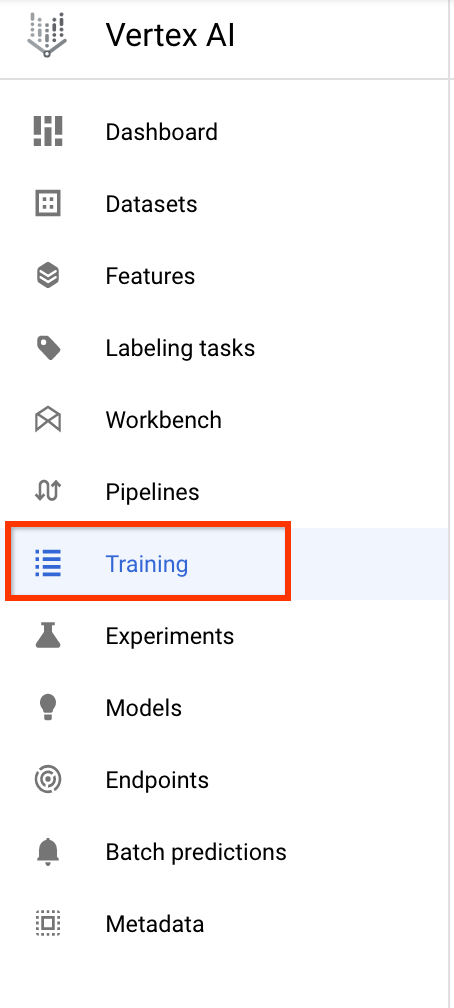 Vertex AI
Dashboard
Datasets
Features
Labeling tasks
Workbench
Pipelines
Training
Experiments
Models
Endpoints
Batch predictions
Metadata